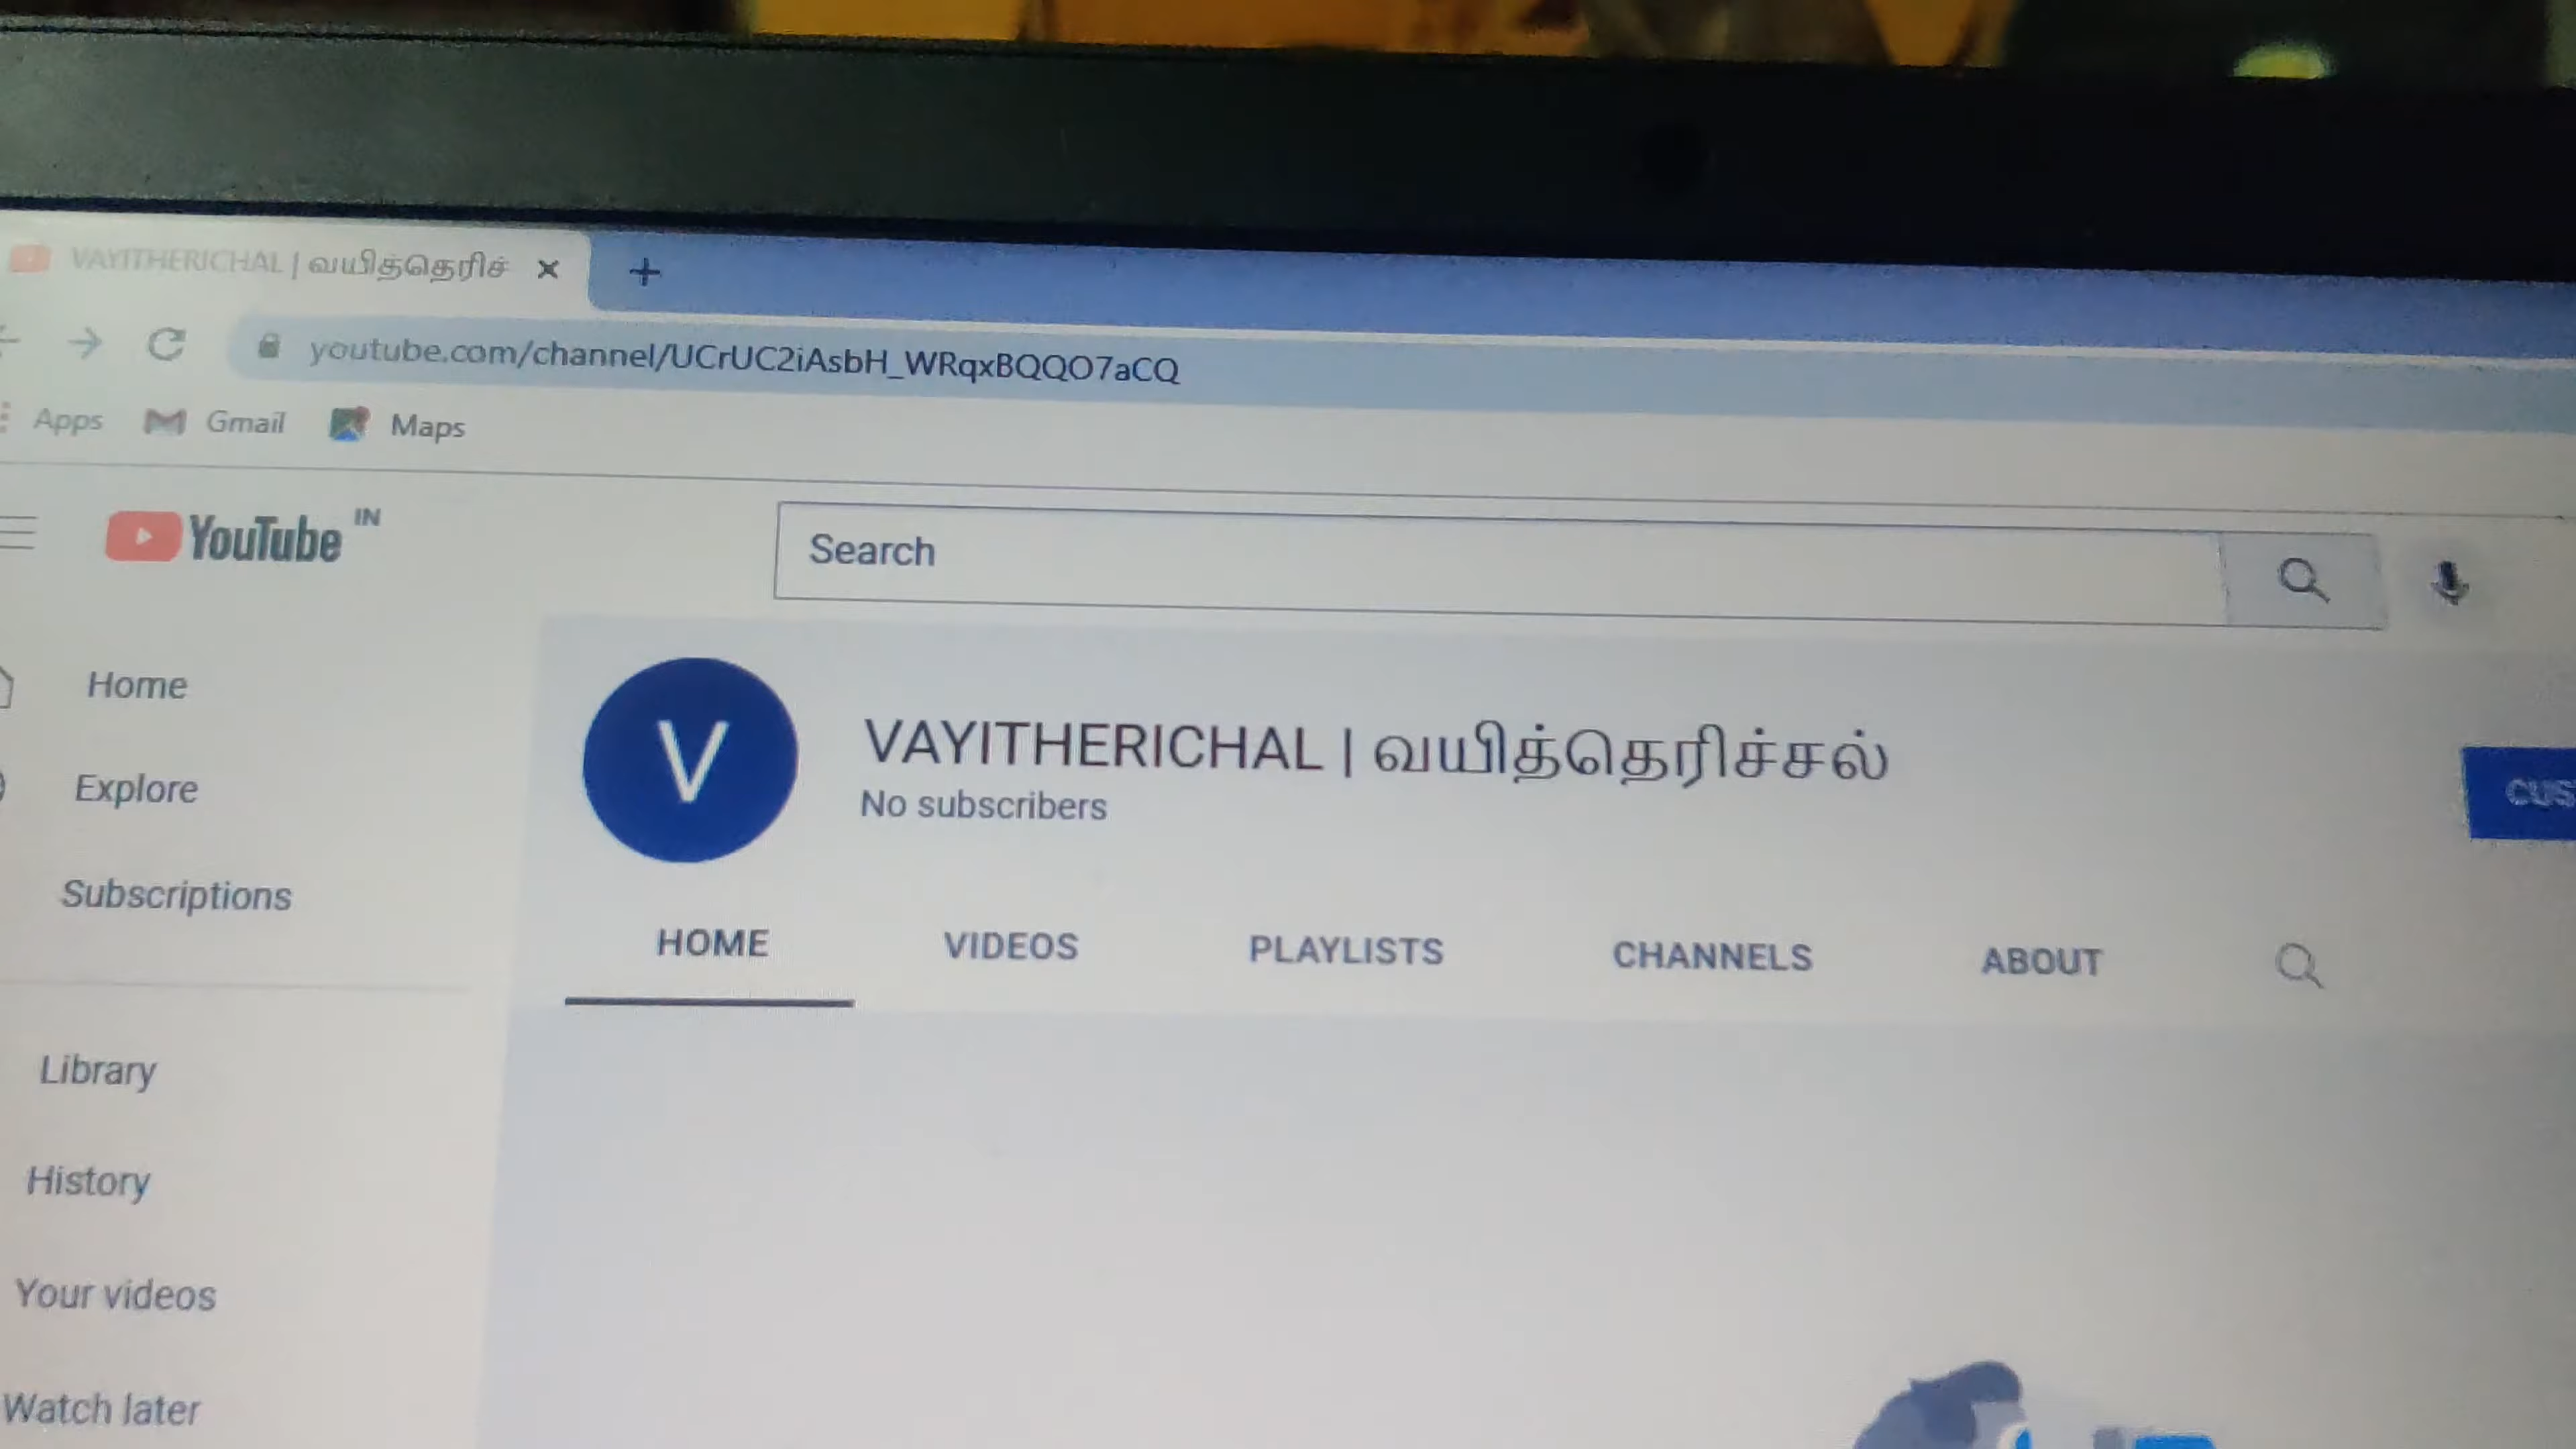 VAYITHERICHAL | வயித்தெரிச்
youtube.com/channel/UCrUC2iAsbH_WRqxBQQO7aCQ
Apps Gmail Maps
YouTube IN
Search
Home
Explore
Subscriptions
Library
History
Your videos
Watch later
V
VAYITHERICHAL | வயித்தெரிச்சல்
No subscribers
CUS
HOME VIDEOS PLAYLISTS CHANNELS ABOUT